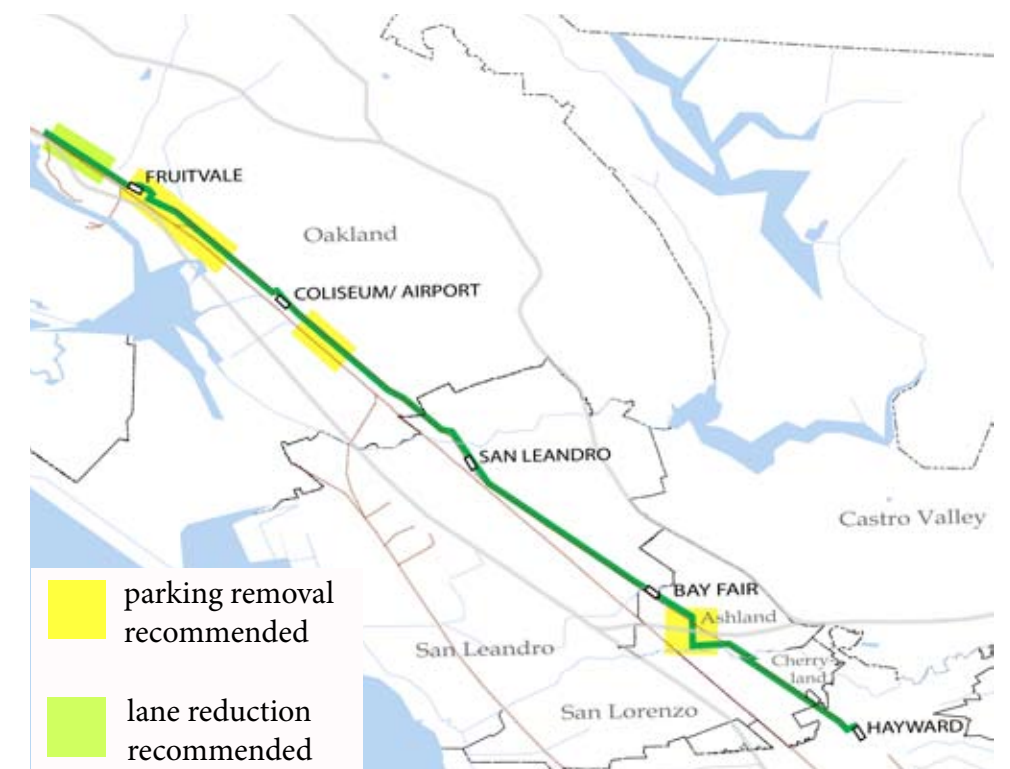 FRUITVALE
Oakland
COLISEUM/ AIRPORT
SAN LEANDRO
Castro Valley
BAY FAIR
Ashland
San Leandro
Cherry-
land
San Lorenzo
HAYWARD
parking removal
recommended
lane reduction
recommended